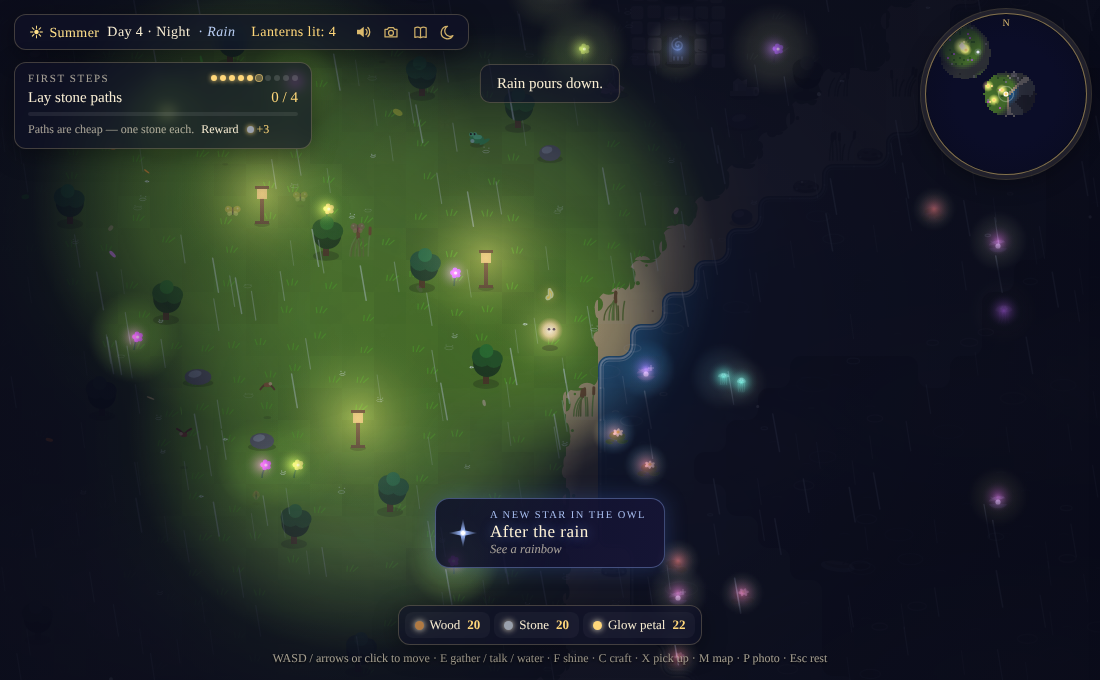 Summer Day 4 · Night · Rain Lanterns lit: 4
N
FIRST STEPS
Lay stone paths 0 / 4
Paths are cheap — one stone each. Reward +3
Rain pours down.
A NEW STAR IN THE OWL
After the rain
See a rainbow
Wood 20 Stone 20 Glow petal 22
WASD / arrows or click to move · E gather / talk / water · F shine · C craft · X pick up · M map · P photo · Esc rest